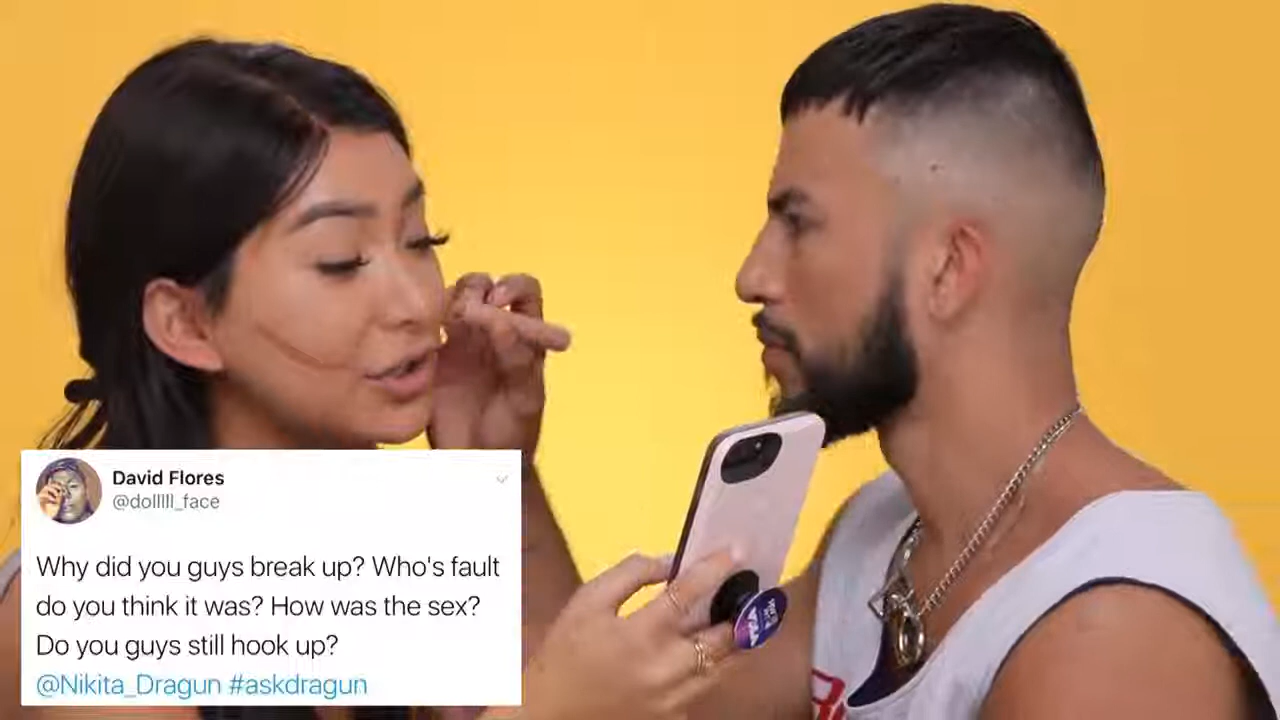 David Flores
@dolllll_face
Why did you guys break up? Who's fault
do you think it was? How was the sex?
Do you guys still hook up?
@Nikita_Dragun #askdragun